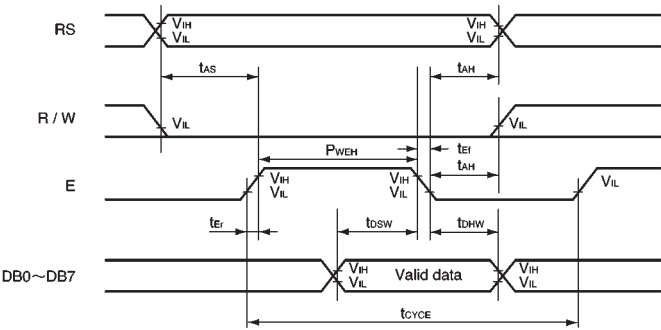 RS
VIH
VIL
VIH
VIL
tAS
tAH
R / W
VIL
VIL
PWEH
tEf
tAH
E
VIH
VIL
VIH
VIL
VIL
tEr
tDSW
tDHW
DB0～DB7
VIH
VIL
Valid data
VIH
VIL
tCYCE